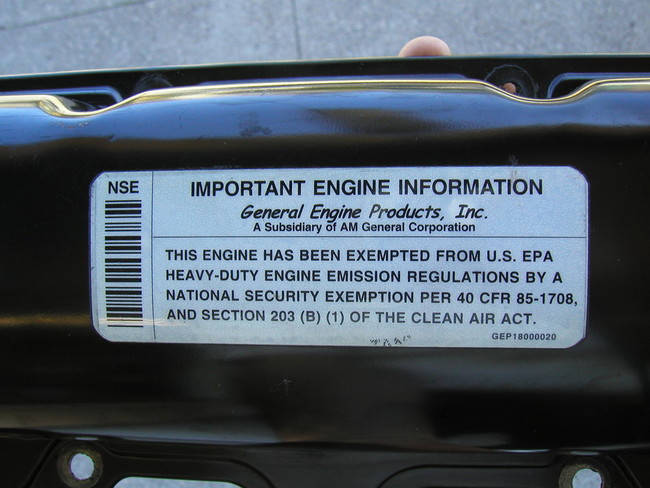 NSE
IMPORTANT ENGINE INFORMATION
General Engine Products, Inc.
A Subsidiary of AM General Corporation
THIS ENGINE HAS BEEN EXEMPTED FROM U.S. EPA
HEAVY-DUTY ENGINE EMISSION REGULATIONS BY A
NATIONAL SECURITY EXEMPTION PER 40 CFR 85-1708,
AND SECTION 203 (B) (1) OF THE CLEAN AIR ACT.
GEP18000020